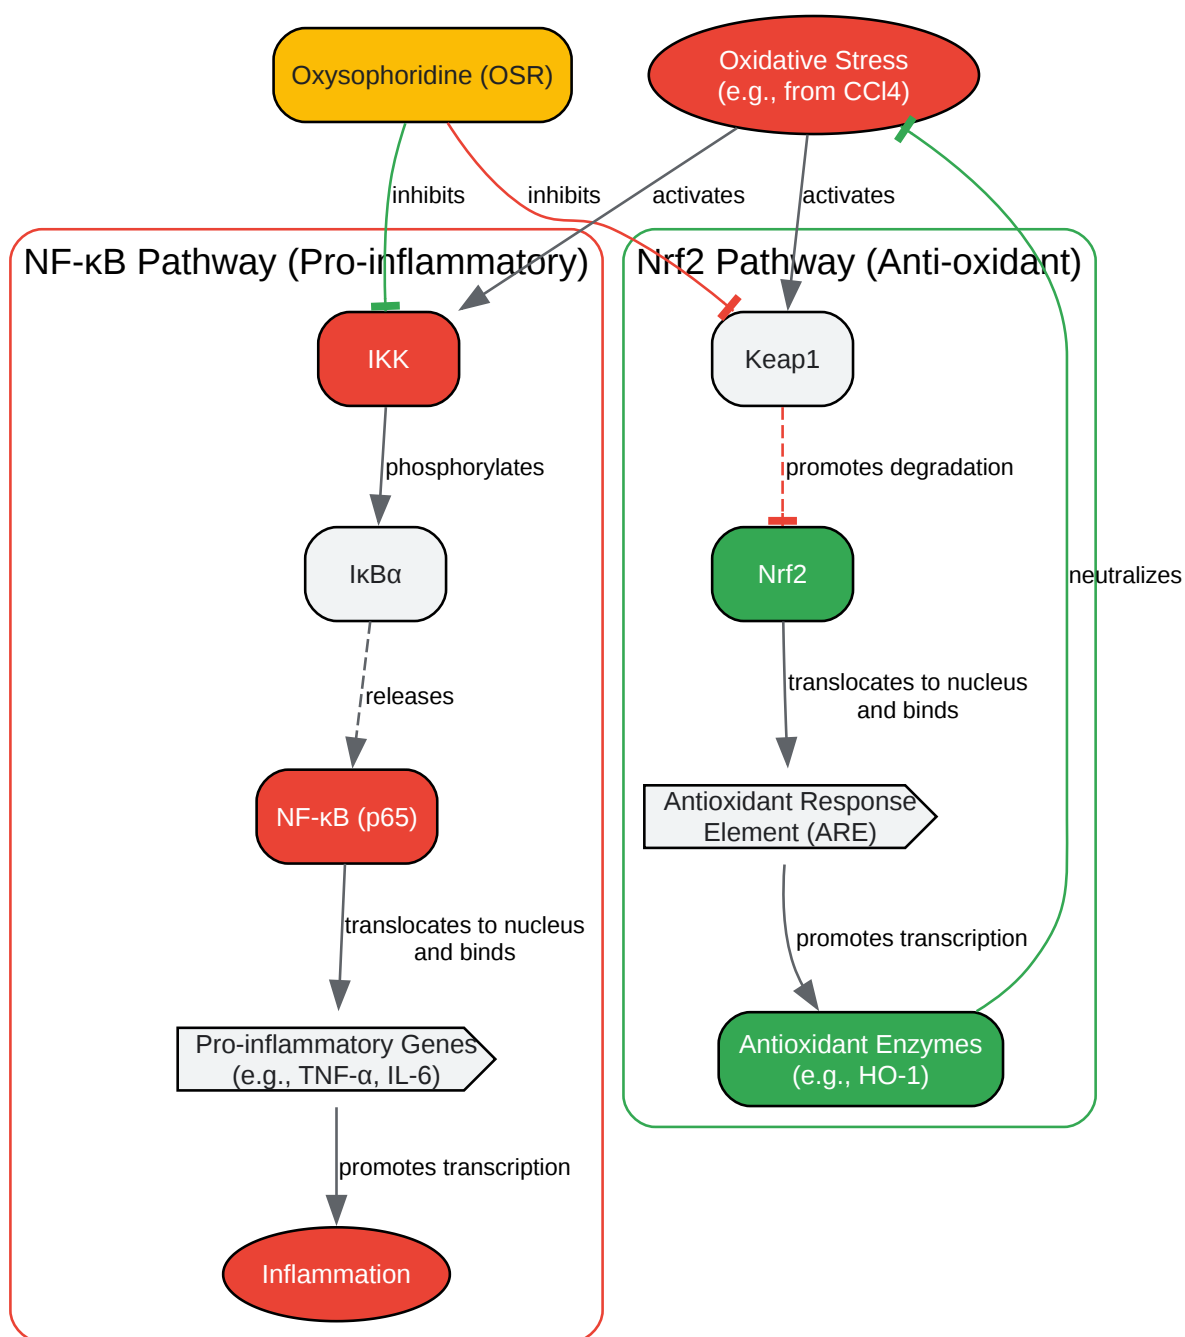 Oxysophoridine (OSR)
Oxidative Stress
(e.g., from CCl4)
inhibits
inhibits
activates
activates
NF-κB Pathway (Pro-inflammatory)
Nrf2 Pathway (Anti-oxidant)
IKK
Keap1
phosphorylates
promotes degradation
IκBα
Nrf2
neutralizes
releases
translocates to nucleus
and binds
NF-κB (p65)
Antioxidant Response
Element (ARE)
translocates to nucleus
and binds
promotes transcription
Pro-inflammatory Genes
(e.g., TNF-α, IL-6)
Antioxidant Enzymes
(e.g., HO-1)
promotes transcription
Inflammation